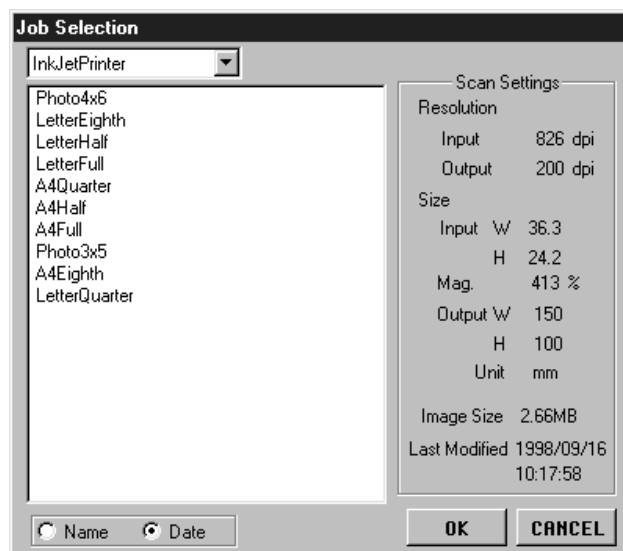 Job Selection
InkJetPrinter
Photo4x6
LetterEighth
LetterHalf
LetterFull
A4Quarter
A4Half
A4Full
Photo3x5
A4Eighth
LetterQuarter
Name Date
Scan Settings
Resolution
Input 826 dpi
Output 200 dpi
Size
Input W 36.3
H 24.2
Mag. 413 %
Output W 150
H 100
Unit mm
Image Size 2.66MB
Last Modified 1998/09/16
10:17:58
OK CANCEL